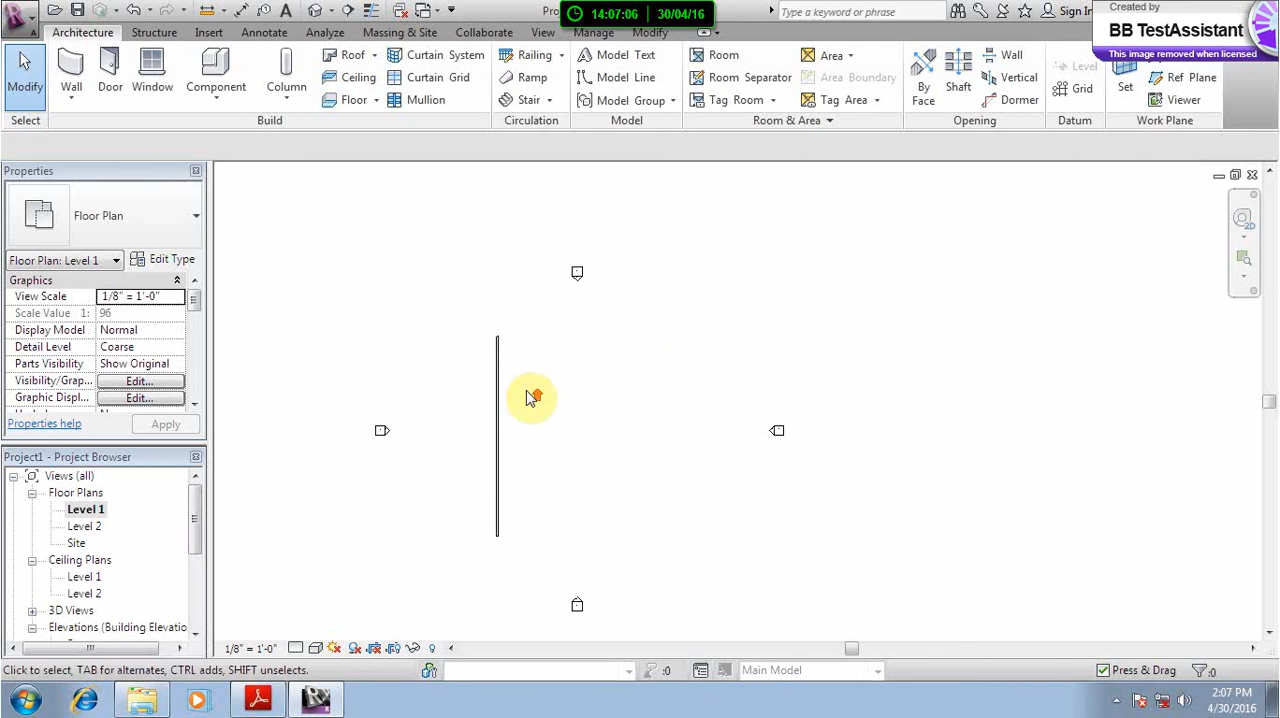 14:07:06 | 30/04/16
Type a keyword or phrase
Sign In
Created by
BB TestAssistant
This image removed when licensed
Architecture Structure Insert Annotate Analyze Massing & Site Collaborate View Manage Modify
Modify Wall Door Window Component Column
Roof Curtain System
Ceiling Curtain Grid
Floor Mullion
Railing Model Text
Ramp Model Line
Stair Model Group
Room Area
Room Separator Area Boundary
Tag Room Tag Area
By Face Shaft
Wall
Vertical
Dormer
Level
Grid
Set
Ref Plane
Viewer
Select Build Circulation Model Room & Area Opening Datum Work Plane
Properties
Floor Plan
Floor Plan: Level 1 Edit Type
Graphics
View Scale 1/8" = 1'-0"
Scale Value 1: 96
Display Model Normal
Detail Level Coarse
Parts Visibility Show Original
Visibility/Grap... Edit...
Graphic Displ... Edit...
Properties help Apply
2D
Project1 - Project Browser
Views (all)
Floor Plans
Level 1
Level 2
Site
Ceiling Plans
Level 1
Level 2
3D Views
Elevations (Building Elevatio
1/8" = 1'-0"
Click to select, TAB for alternates, CTRL adds, SHIFT unselects.
:0
Main Model
Press & Drag
:0
2:07 PM
4/30/2016